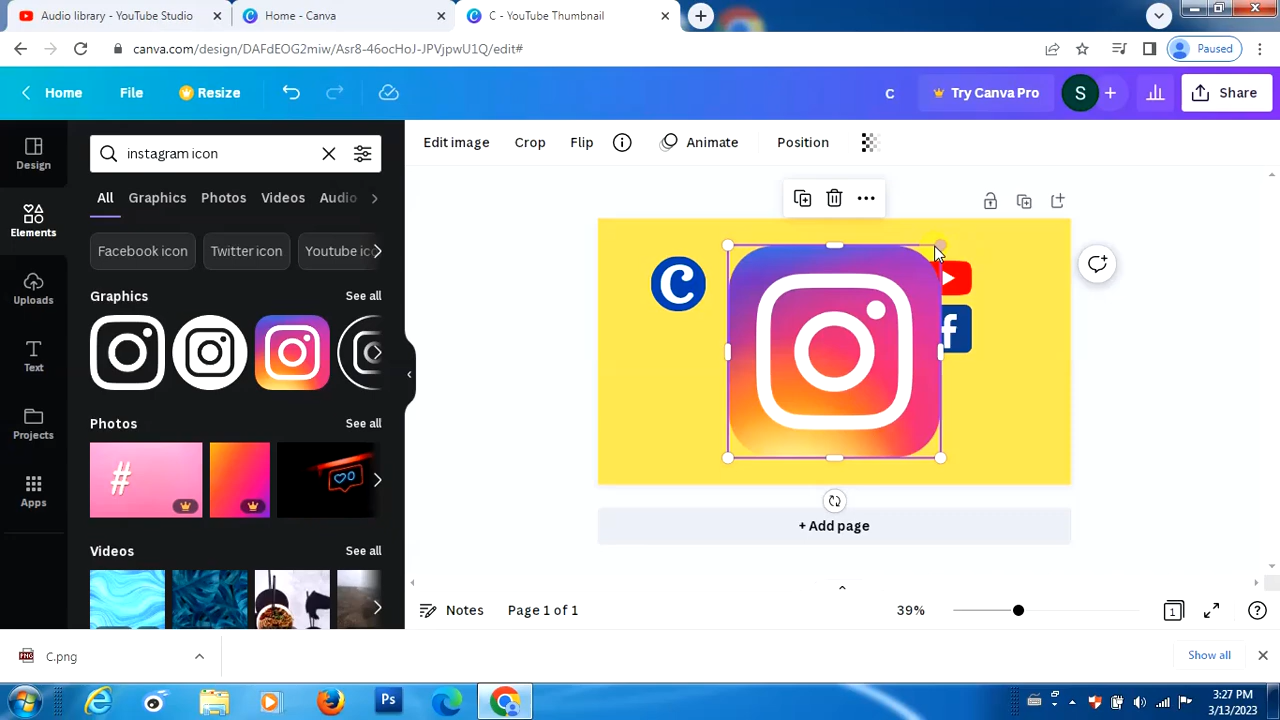 Audio library - YouTube Studio
Home - Canva
C - YouTube Thumbnail
canva.com/design/DAFdEOG2miw/Asr8-46ocHoJ-JPVjpwU1Q/edit#
Paused
Home
File
Resize
C
Try Canva Pro
S
Share
Design
Elements
Uploads
Text
Projects
Apps
instagram icon
All
Graphics
Photos
Videos
Audio
Facebook icon
Twitter icon
Youtube ic
Graphics
See all
Photos
See all
#
0
Videos
See all
Edit image
Crop
Flip
Animate
Position
C
f
+ Add page
Notes
Page 1 of 1
39%
1
?
C.png
Show all
Ps
3:27 PM
3/13/2023